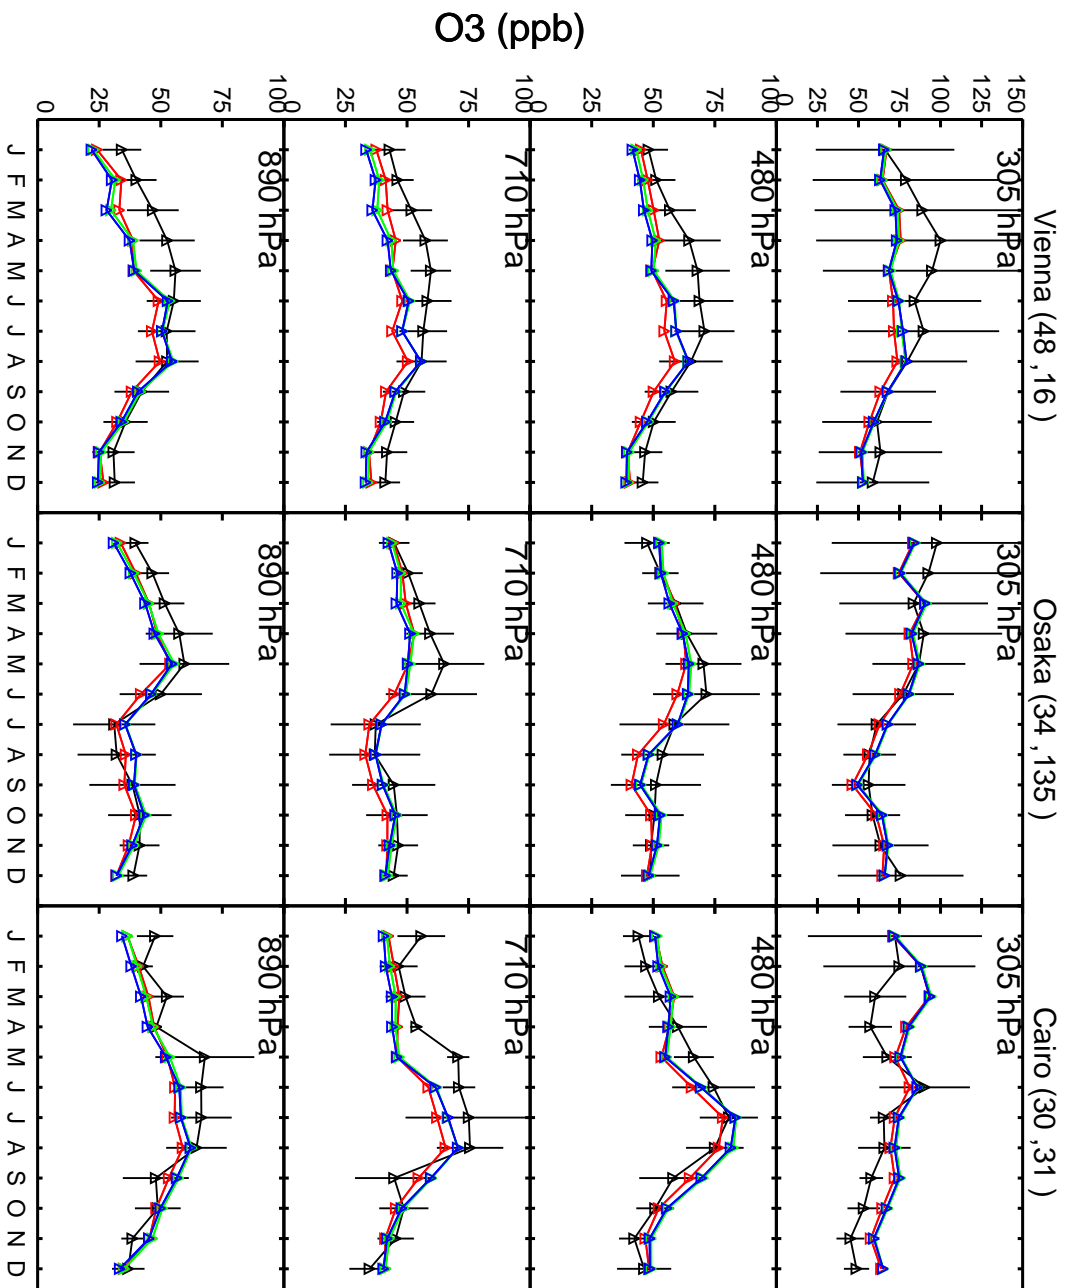 O3 (ppb)
Vienna (48 ,16 )
Osaka (34 ,135 )
Cairo (30 ,31 )
150
125
100
75
50
25
0
305 hPa
305 hPa
305 hPa
100
75
50
25
0
480 hPa
480 hPa
480 hPa
100
75
50
25
0
710 hPa
710 hPa
710 hPa
100
75
50
25
0
890 hPa
890 hPa
890 hPa
J F M A M J J A S O N D
J F M A M J J A S O N D
J F M A M J J A S O N D